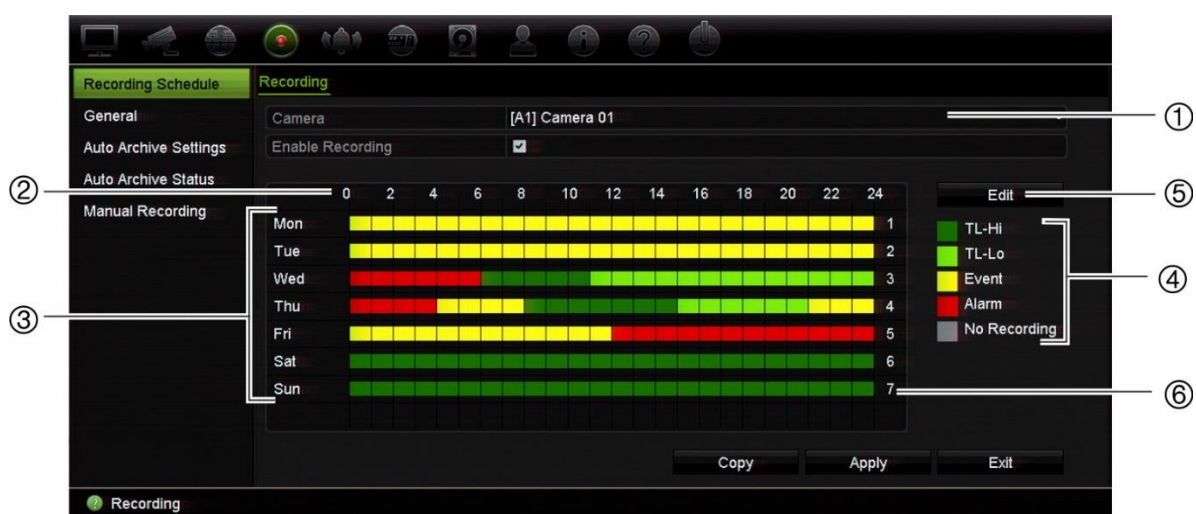 Recording Schedule
Recording
General
Camera [A1] Camera 01
①
Auto Archive Settings
Enable Recording
Auto Archive Status
②
0 2 4 6 8 10 12 14 16 18 20 22 24
Edit
⑤
Manual Recording
Mon 1
Tue 2
Wed 3
Thu 4
Fri 5
Sat 6
Sun 7
③
TL-Hi
TL-Lo
Event
Alarm
No Recording
④
⑥
Copy Apply Exit
? Recording